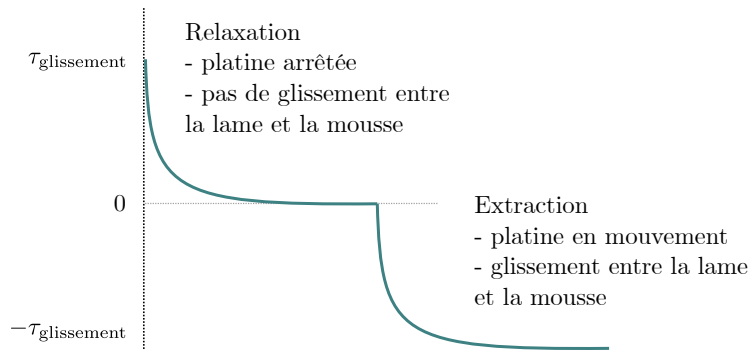 τglissement
Relaxation
- platine arrêtée
- pas de glissement entre
la lame et la mousse
0
Extraction
- platine en mouvement
- glissement entre la lame
et la mousse
−τglissement